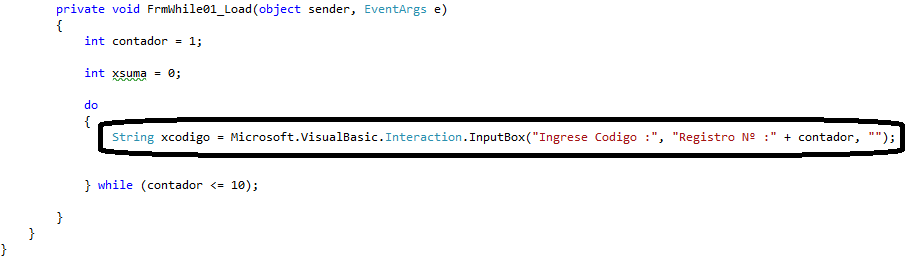 private void FrmWhile01_Load(object sender, EventArgs e)
{
int contador = 1;
int xsuma = 0;
do
{
String xcodigo = Microsoft.VisualBasic.Interaction.InputBox("Ingrese Codigo :", "Registro Nº :" + contador, "");
} while (contador <= 10);
}
}
}